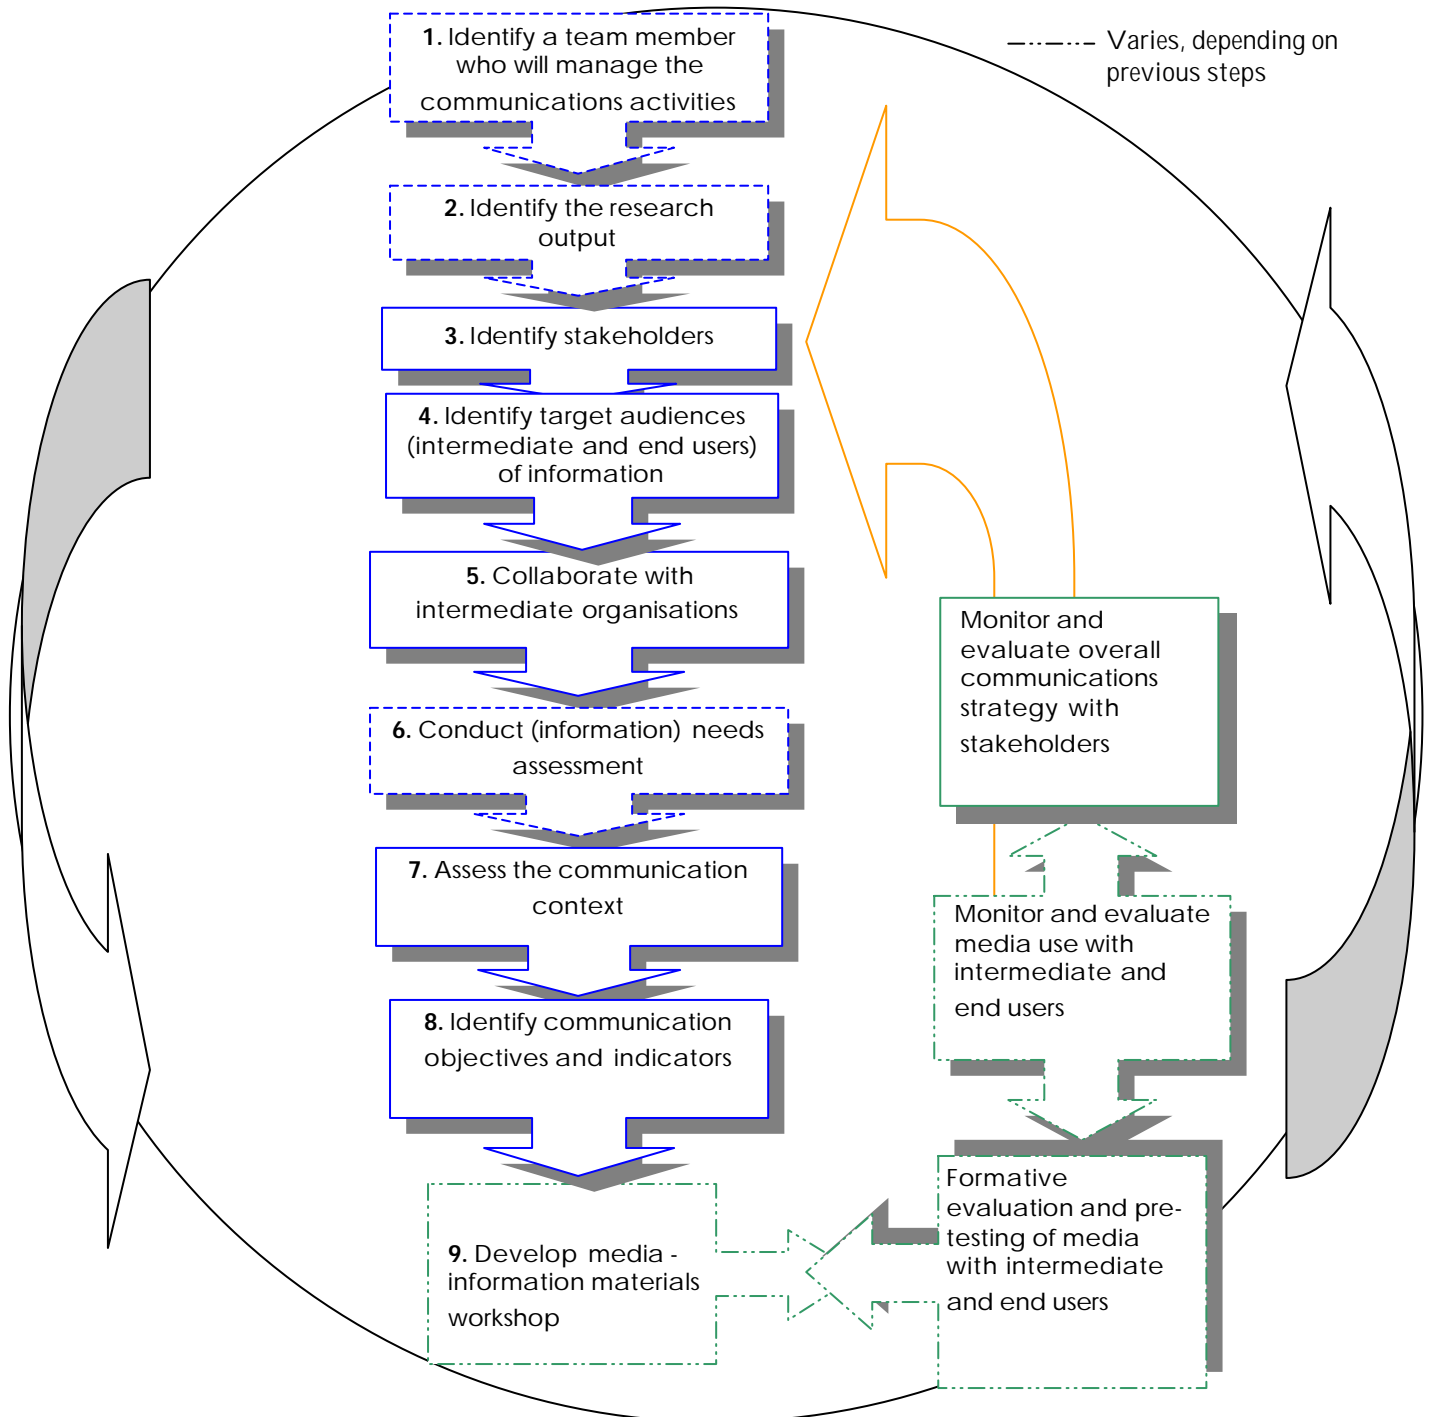 1. Identify a team member
who will manage the
communications activities
Varies, depending on
previous steps
2. Identify the research
output
3. Identify stakeholders
4. Identify target audiences
(intermediate and end users)
of information
5. Collaborate with
intermediate organisations
6. Conduct (information) needs
assessment
7. Assess the communication
context
8. Identify communication
objectives and indicators
9. Develop media -
information materials
workshop
Monitor and
evaluate overall
communications
strategy with
stakeholders
Monitor and evaluate
media use with
intermediate and
end users
Formative
evaluation and pre-
testing of media
with intermediate
and end users